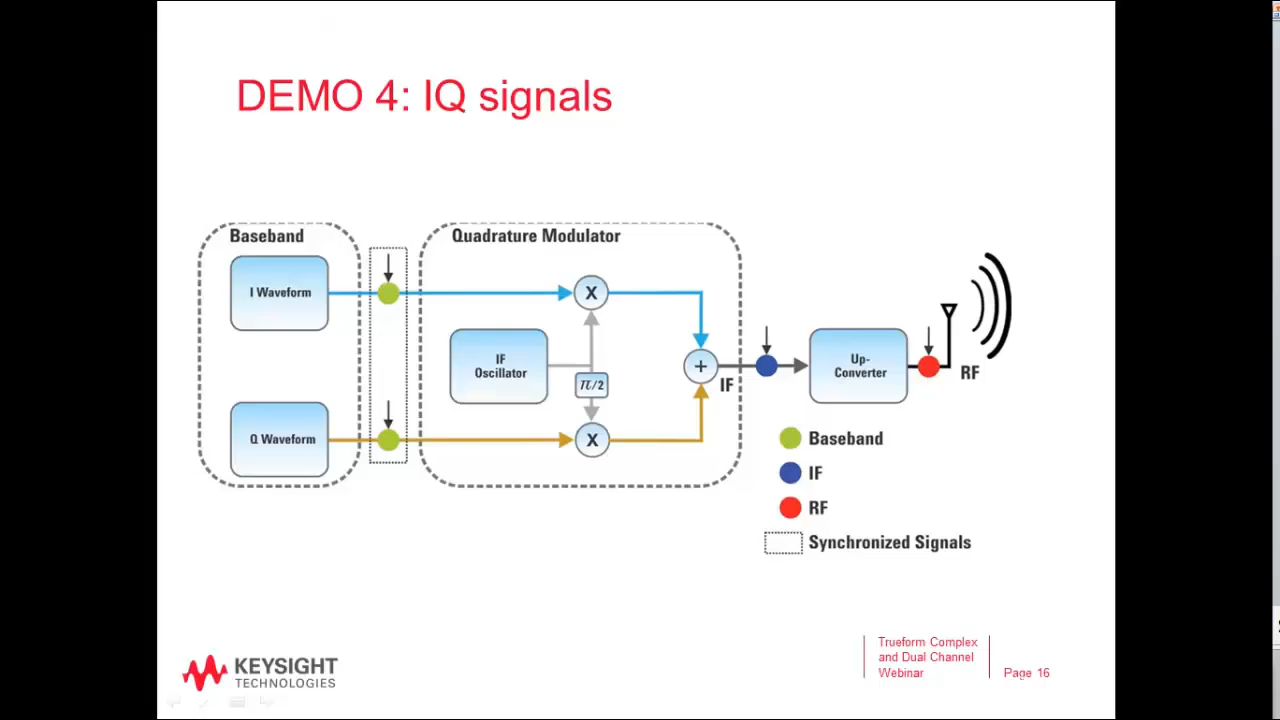 DEMO 4: IQ signals
Baseband
Quadrature Modulator
I Waveform
X
IF
Oscillator
π/2
+
IF
Up-
Converter
RF
Q Waveform
X
Baseband
IF
RF
Synchronized Signals
KEYSIGHT
TECHNOLOGIES
Trueform Complex
and Dual Channel
Webinar
Page 16